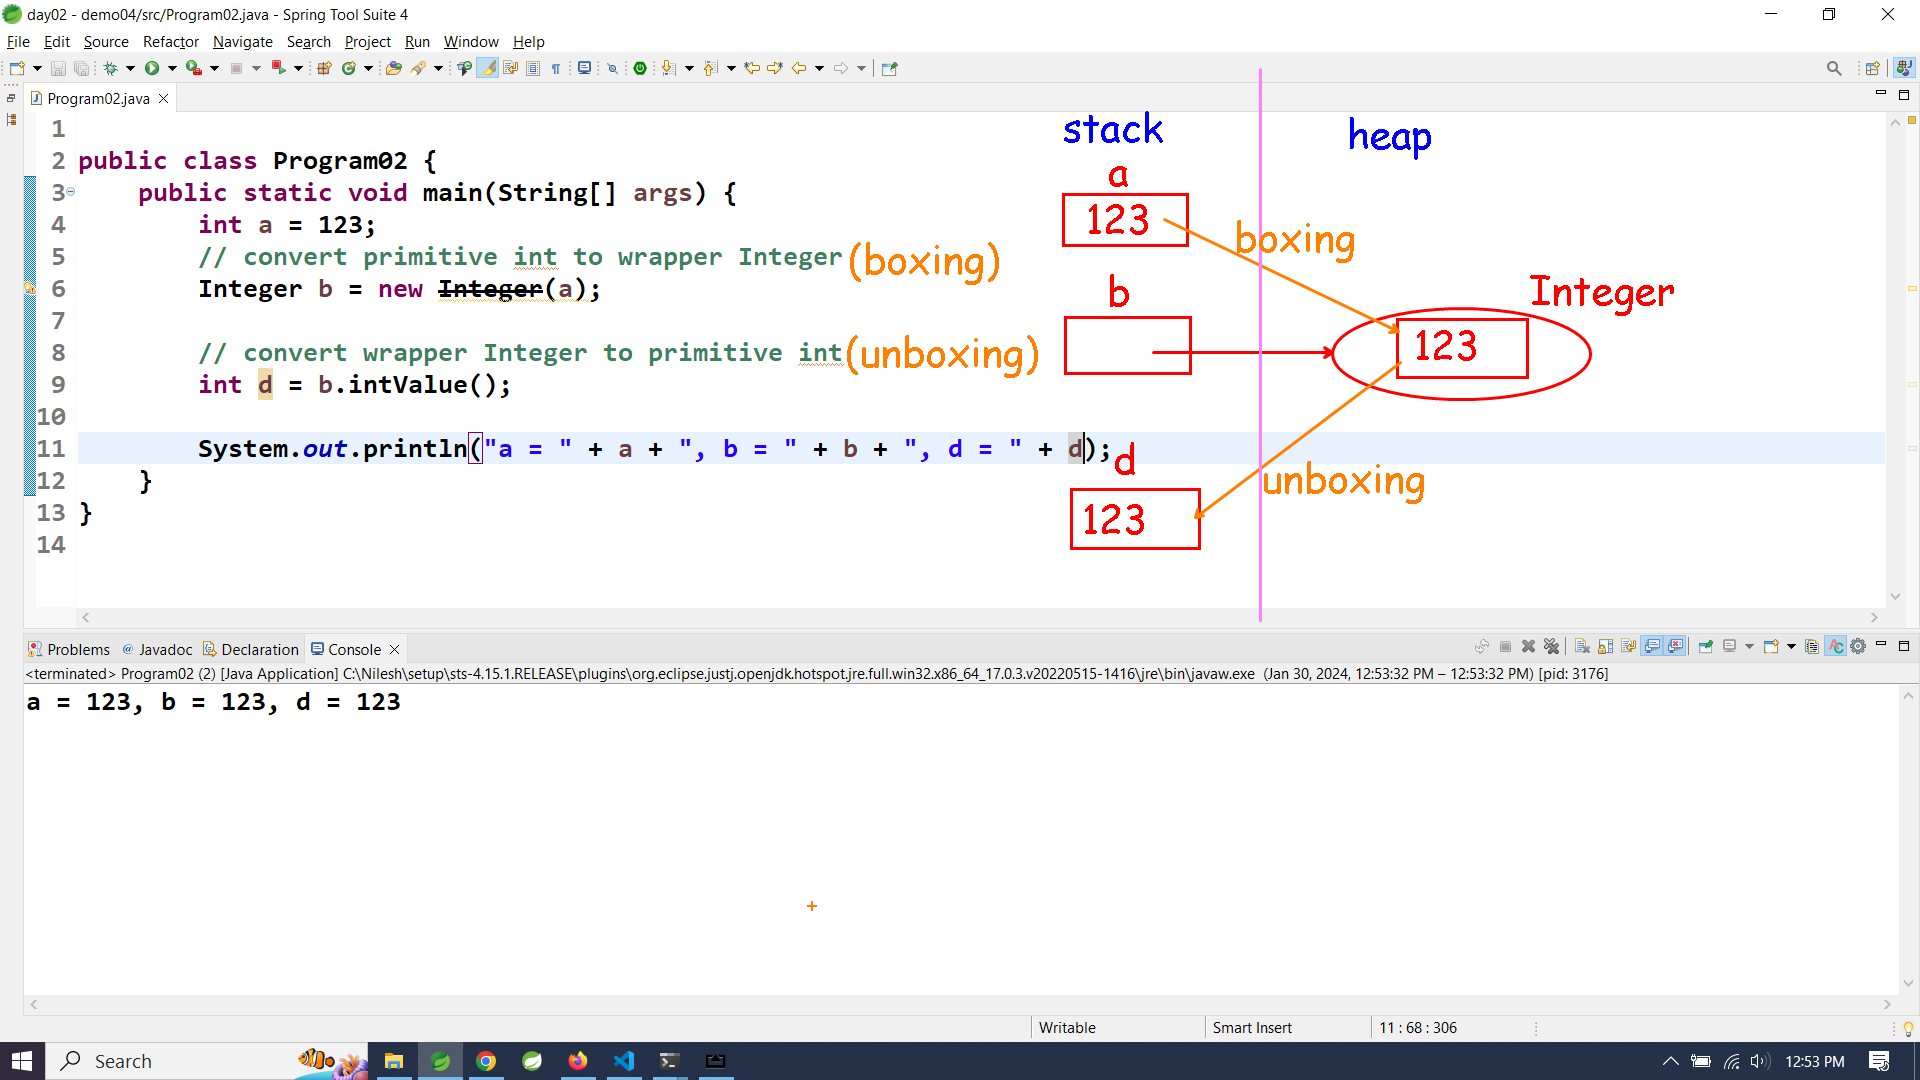 day02 - demo04/src/Program02.java - Spring Tool Suite 4
File Edit Source Refactor Navigate Search Project Run Window Help
Program02.java
stack
heap
1
2 public class Program02 {
3 public static void main(String[] args) {
4 int a = 123;
5 // convert primitive int to wrapper Integer (boxing)
6 Integer b = new Integer(a);
7
8 // convert wrapper Integer to primitive int (unboxing)
9 int d = b.intValue();
10
11 System.out.println("a = " + a + ", b = " + b + ", d = " + d);
12 }
13 }
14
a
123
boxing
b
Integer
123
d
unboxing
123
Problems @ Javadoc Declaration Console
<terminated> Program02 (2) [Java Application] C:\Nilesh\setup\sts-4.15.1.RELEASE\plugins\org.eclipse.justj.openjdk.hotspot.jre.full.win32.x86_64_17.0.3.v20220515-1416\jre\bin\javaw.exe (Jan 30, 2024, 12:53:32 PM – 12:53:32 PM) [pid: 3176]
a = 123, b = 123, d = 123
Writable Smart Insert 11 : 68 : 306
Search 12:53 PM